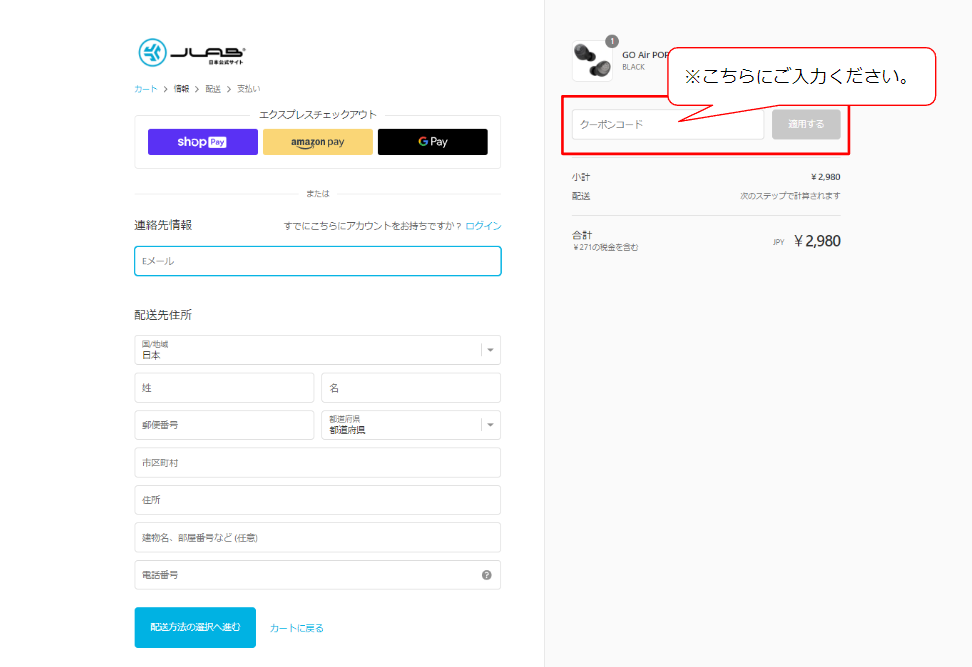 JLAB
日本公式サイト
カート > 情報 > 配送 > 支払い
エクスプレスチェックアウト
shop Pay
amazon pay
G Pay
または
連絡先情報
すでにこちらにアカウントをお持ちですか？ ログイン
Eメール
配送先住所
国/地域
日本
姓
名
郵便番号
都道府県
都道府県
市区町村
住所
建物名、部屋番号など (任意)
電話番号
?
配送方法の選択へ進む
カートに戻る
1
GO Air POP
BLACK
※こちらにご入力ください。
クーポンコード
適用する
小計
¥2,980
配送
次のステップで計算されます
合計
¥271の税金を含む
JPY ¥2,980